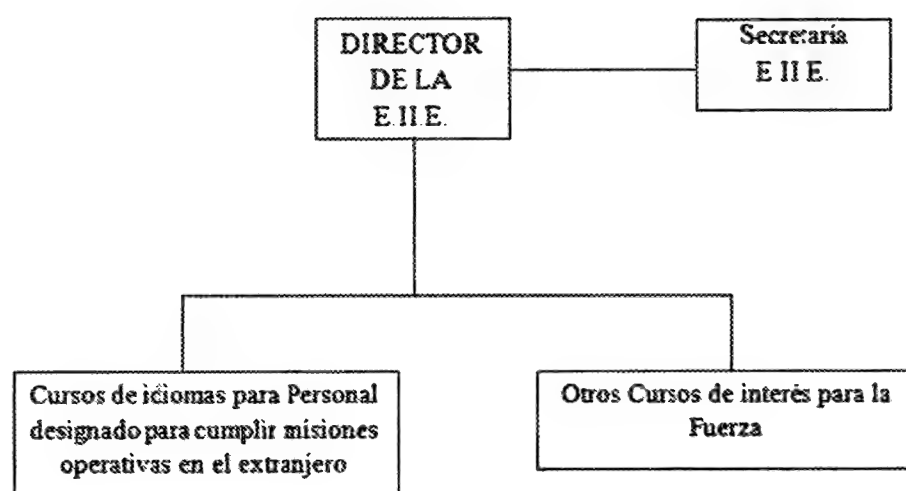 DIRECTOR
DE LA
E.II.E.
Secretaría
E II E.
Cursos de idiomas para Personal
designado para cumplir misiones
operativas en el extranjero
Otros Cursos de interés para la
Fuerza